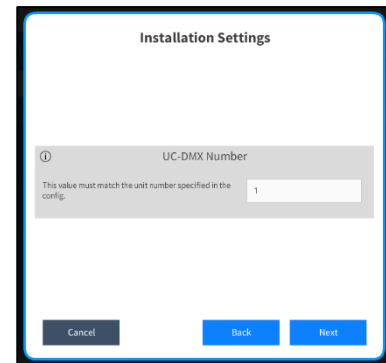 Installation Settings
UC-DMX Number
This value must match the unit number specified in the
config.
1
Cancel
Back
Next